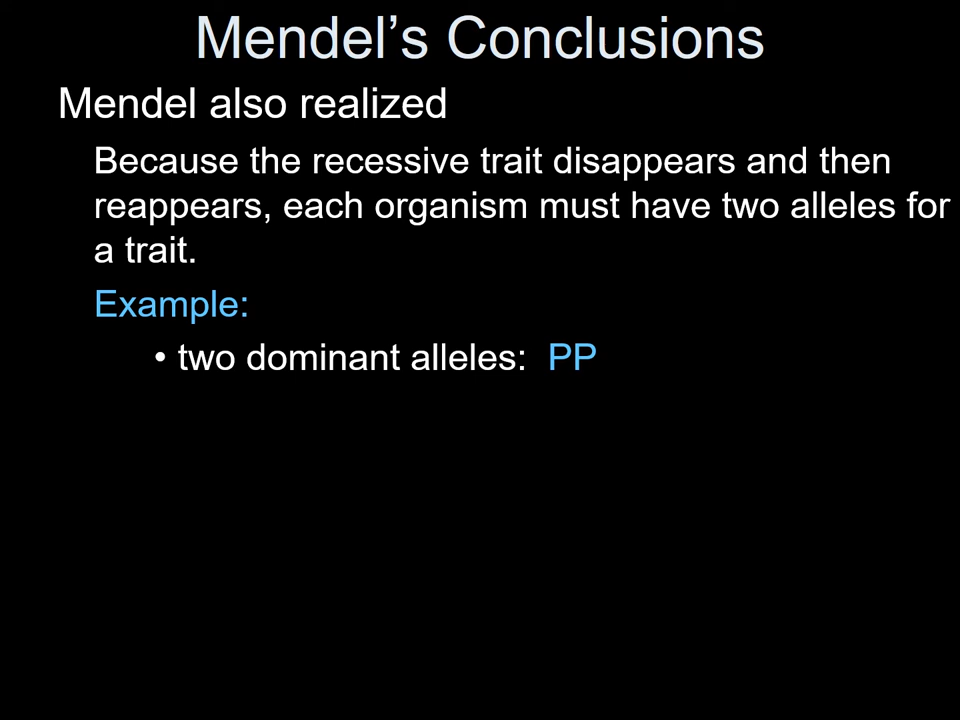 Mendel’s Conclusions
Mendel also realized
Because the recessive trait disappears and then
reappears, each organism must have two alleles for
a trait.
Example:
• two dominant alleles:  PP